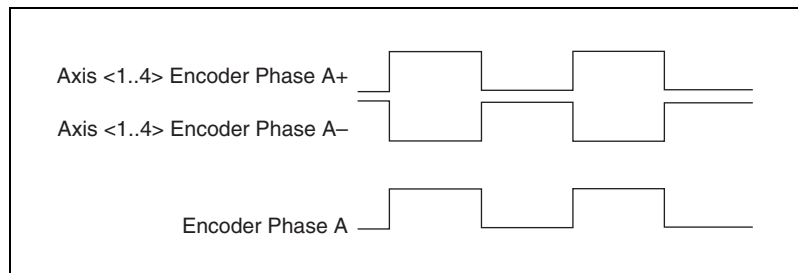 Axis <1..4> Encoder Phase A+
Axis <1..4> Encoder Phase A–
Encoder Phase A